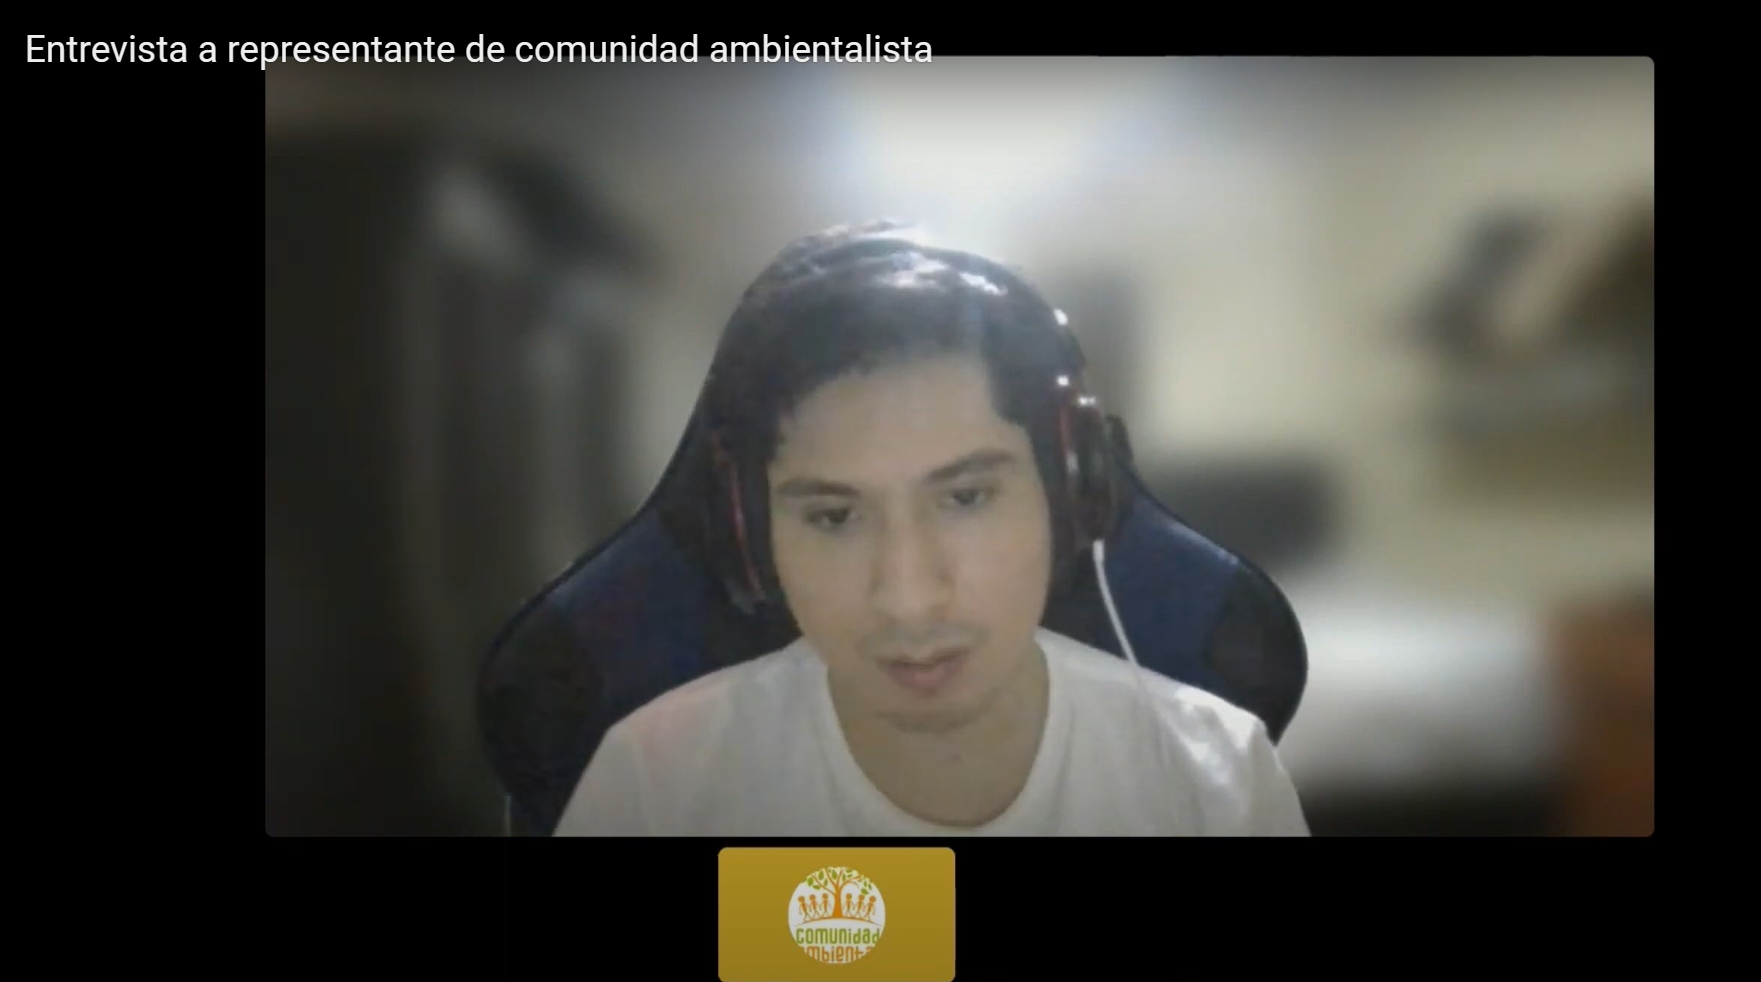 Entrevista a representante de comunidad ambientalista
comunidad